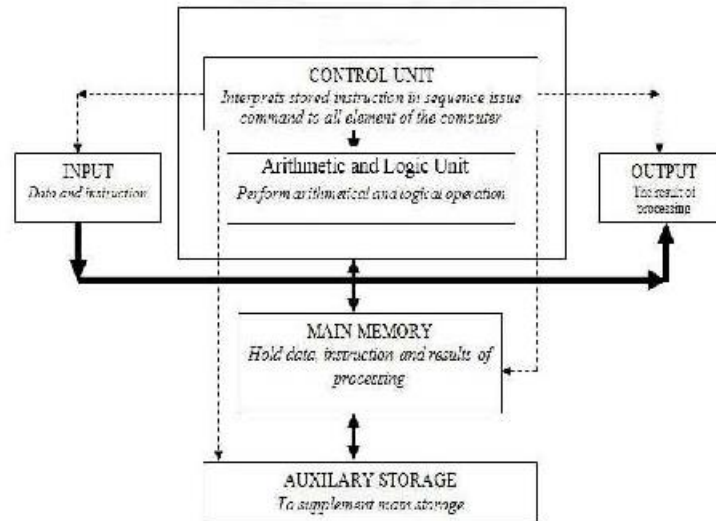 CONTROL UNIT
Interprets stored instruction in sequence issue
command to all element of the computer
Arithmetic and Logic Unit
Perform arithmetical and logical operation
INPUT
Data and instruction
OUTPUT
The result of
processing
MAIN MEMORY
Hold data, instruction and results of
processing
AUXILARY STORAGE
To supplement main storage